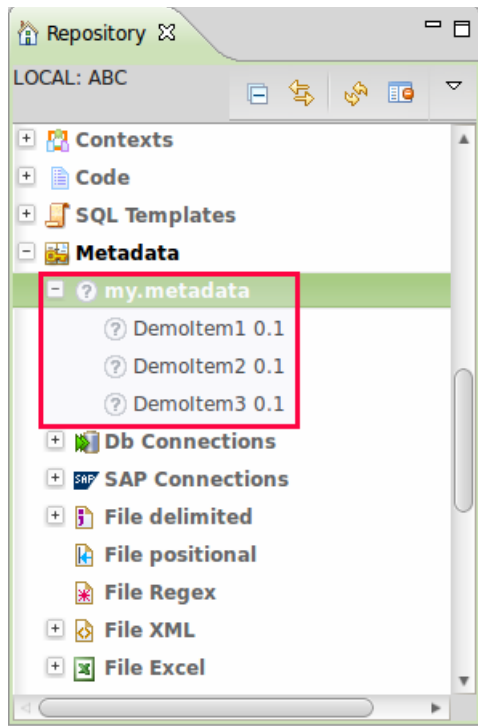 Repository
LOCAL: ABC
Contexts
Code
SQL Templates
Metadata
? my.metadata
? DemoItem1 0.1
? DemoItem2 0.1
? DemoItem3 0.1
Db Connections
SAP SAP Connections
File delimited
File positional
File Regex
File XML
File Excel